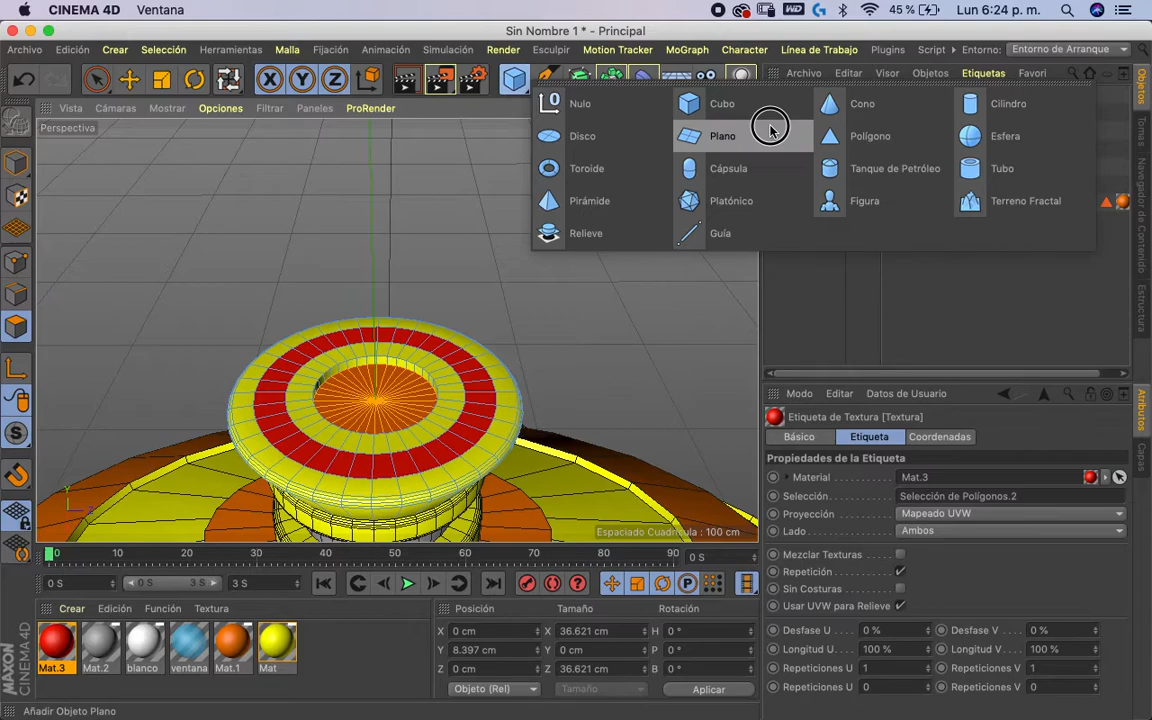 CINEMA 4D Ventana 45 % Lun 6:24 p. m.
Sin Nombre 1 * - Principal
Archivo Edición Crear Selección Herramientas Malla Fijación Animación Simulación Render Esculpir Motion Tracker MoGraph Character Línea de Trabajo Plugins Script Entorno: Entorno de Arranque
X Y Z Archivo Editar Visor Objetos Etiquetas Favori
Vista Cámaras Mostrar Opciones Filtrar Paneles ProRender
Perspectiva
Nulo Cubo Cono Cilindro
Disco Plano Polígono Esfera
Toroide Cápsula Tanque de Petróleo Tubo
Pirámide Platónico Figura Terreno Fractal
Relieve Guía
Objetos
Tomas
Navegador de Contenido
Estructura
Modo Editar Datos de Usuario
Etiqueta de Textura [Textura]
Básico Etiqueta Coordenadas
Propiedades de la Etiqueta
Material Mat.3
Selección Selección de Polígonos.2
Proyección Mapeado UVW
Lado Ambos
Mezclar Texturas
Repetición
Sin Costuras
Usar UVW para Relieve
Desfase U 0 % Desfase V 0 %
Longitud U 100 % Longitud V 100 %
Repeticiones U 1 Repeticiones V 0
Repeticiones U 0 Repeticiones V 0
Atributos
Capas
Y
Z
Espaciado Cuadrícula : 100 cm
0 10 20 30 40 50 60 70 80 90 0 S
0 S 0 S 3 S 3 S
Crear Edición Función Textura
Mat.3 Mat.2 blanco ventana Mat.1 Mat
Posición Tamaño Rotación
X 0 cm X 36.621 cm H 0 °
Y 8.397 cm Y 0 cm P 0 °
Z 0 cm Z 36.621 cm B 0 °
Objeto (Rel) Tamaño Aplicar
MAXON
CINEMA 4D
Añadir Objeto Plano